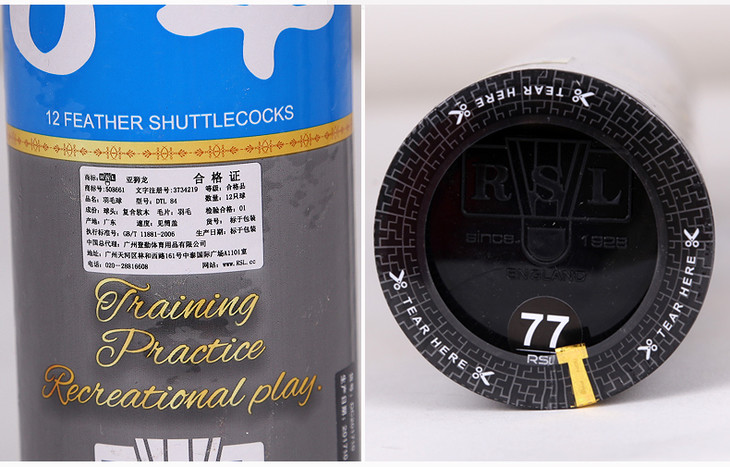 12 FEATHER SHUTTLECOCKS
商标: RSL 亚狮龙 合格证
商标号:508661 文字注册号:3734219 等级: 合格品
品名: 羽毛球 型号: DTL 84 数量: 12只球
成份: 球头: 复合软木 毛片: 羽毛 检验合格: 01
产地: 广东 速度: 见筒盖 货号: 标于包装
执行标准号: GB/T 11881-2006 生产日期: 标于包装
中国总代理: 广州登勤体育用品有限公司
地址: 广州天河区林和西路161号中泰国际广场A1101室
电话: 020-28816608 网站: www.RSL.cc
Training
Practice
Recreational play.
TEAR HERE
RSL
since 1928
ENGLAND
77
RSL
TEAR HERE
TEAR HERE